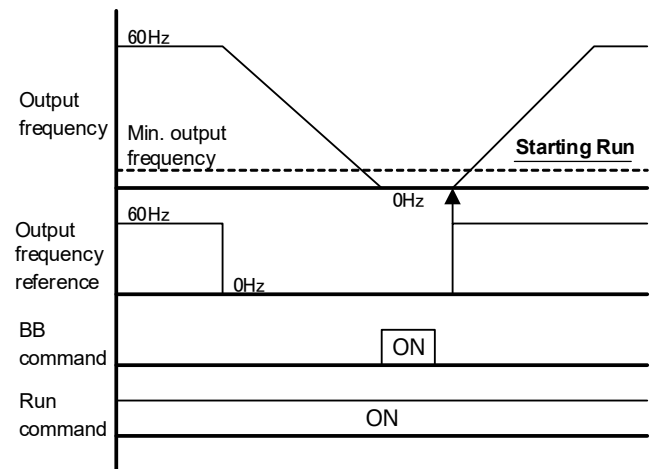 60Hz
Output
frequency
Min. output
frequency
Starting Run
0Hz
60Hz
Output
frequency
reference
0Hz
BB
command
ON
Run
command
ON